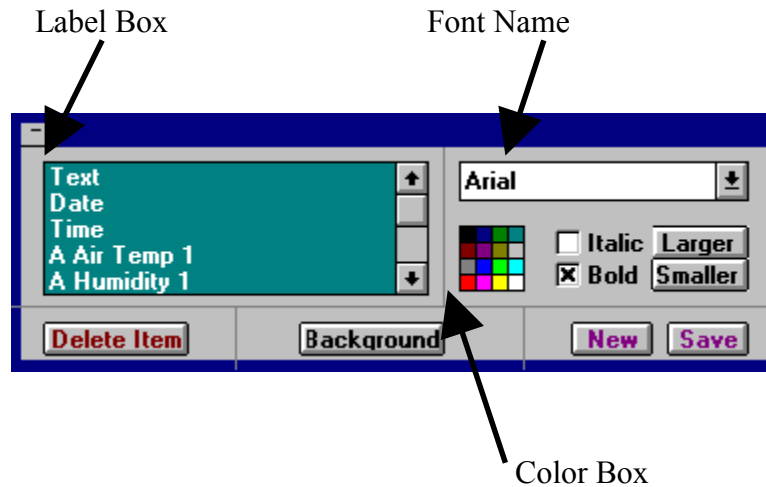 Label Box
Font Name
Text
Date
Time
A Air Temp 1
A Humidity 1
Arial
Italic
Larger
Bold
Smaller
Delete Item
Background
New
Save
Color Box